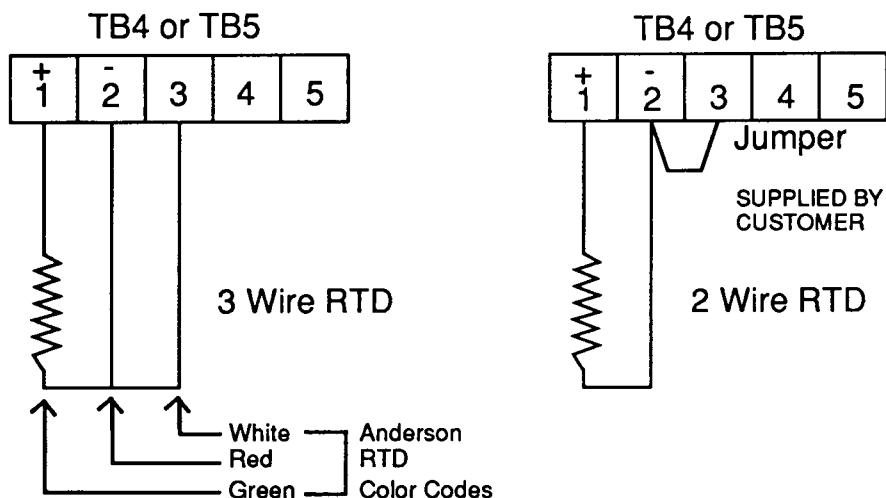 TB4 or TB5
+ -
1 2 3 4 5
3 Wire RTD
White
Red
Green
Anderson
RTD
Color Codes
TB4 or TB5
+ -
1 2 3 4 5
Jumper
SUPPLIED BY
CUSTOMER
2 Wire RTD